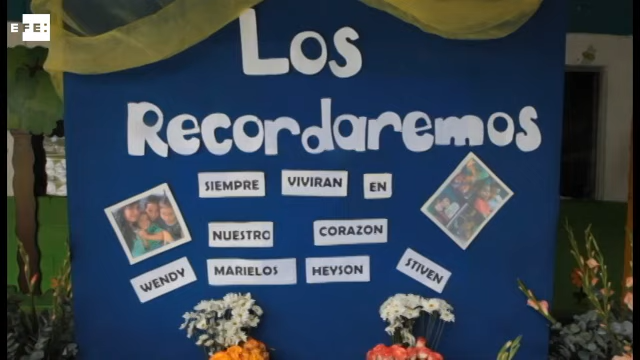 EFE:
Los
Recordaremos
SIEMPRE VIVIRAN EN
NUESTRO CORAZON
WENDY MARIELOS HEYSON STIVEN